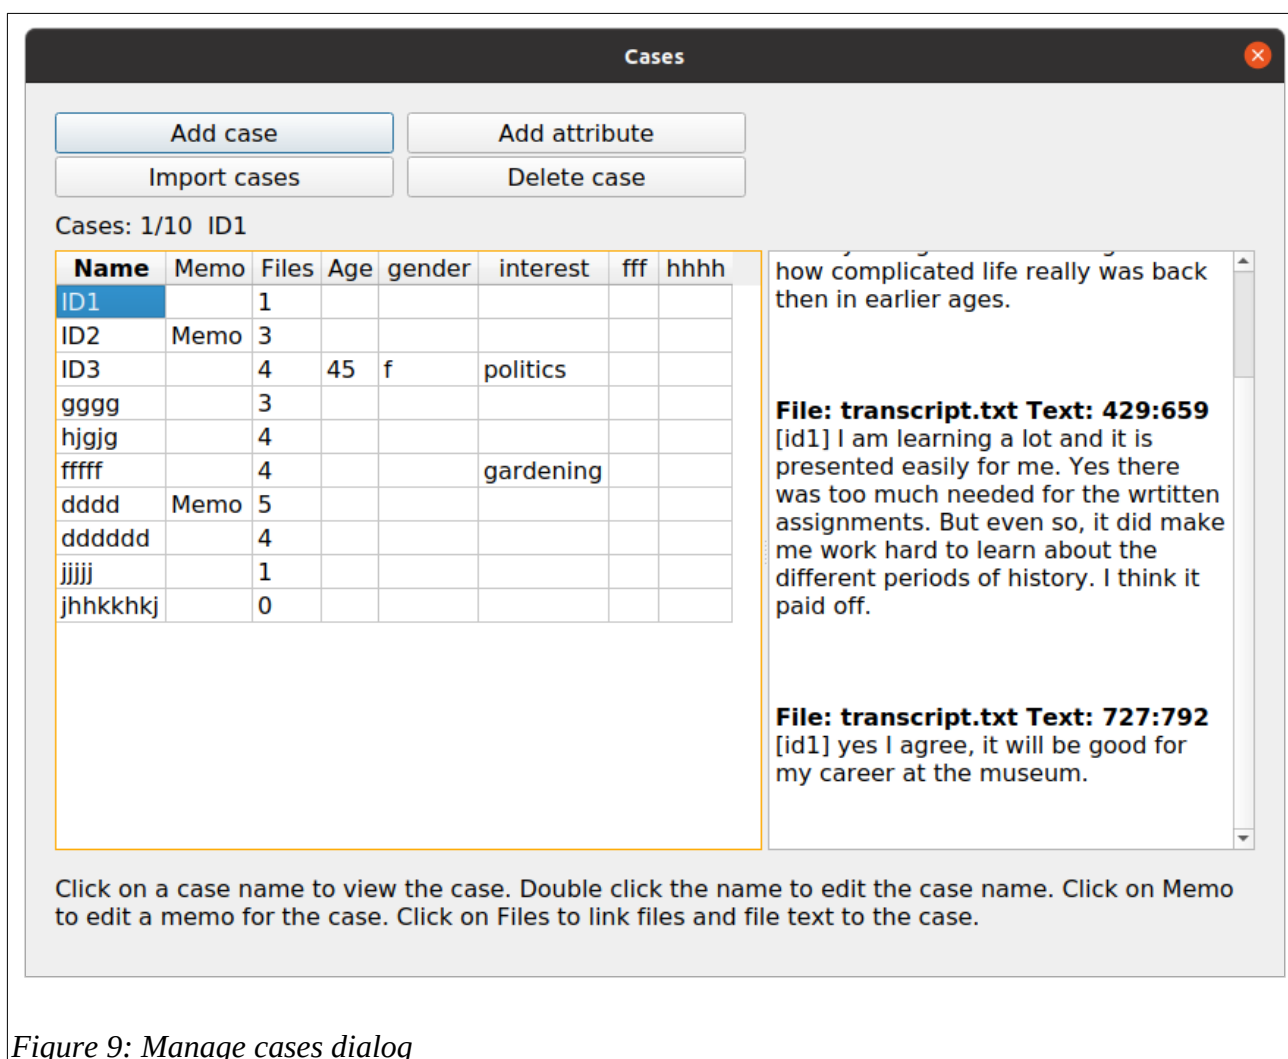 Cases
Add case Add attribute
Import cases Delete case
Cases: 1/10 ID1
Name Memo Files Age gender interest fff hhhh
ID1 1
ID2 Memo 3
ID3 4 45 f politics
gggg 3
hjgjg 4
fffff 4 gardening
dddd Memo 5
dddddd 4
jjjjj 1
jhhkkhkj 0
how complicated life really was back
then in earlier ages.
File: transcript.txt Text: 429:659
[id1] I am learning a lot and it is
presented easily for me. Yes there
was too much needed for the wrtitten
assignments. But even so, it did make
me work hard to learn about the
different periods of history. I think it
paid off.
File: transcript.txt Text: 727:792
[id1] yes I agree, it will be good for
my career at the museum.
Click on a case name to view the case. Double click the name to edit the case name. Click on Memo
to edit a memo for the case. Click on Files to link files and file text to the case.
Figure 9: Manage cases dialog